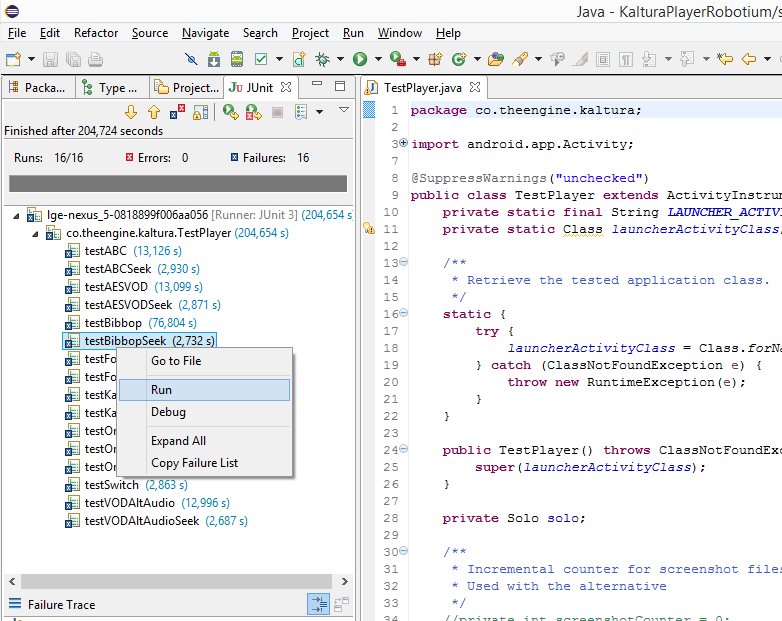 Java - KalturaPlayerRobotium/s
File Edit Refactor Source Navigate Search Project Run Window Help
Packa... Type ... Project... JUnit
Finished after 204,724 seconds
Runs: 16/16 Errors: 0 Failures: 16
lge-nexus_5-0818899f006aa056 [Runner: JUnit 3] (204,654 s
co.theengine.kaltura.TestPlayer (204,654 s)
testABC (13,126 s)
testABCSeek (2,930 s)
testAESVOD (13,099 s)
testAESVODSeek (2,871 s)
testBibbop (76,804 s)
testBibbopSeek (2,732 s)
testFo
testFo
testKa
testKa
testOr
testOr
testOr
testSwitch (2,863 s)
testVODAltAudio (12,996 s)
testVODAltAudioSeek (2,687 s)
Go to File
Run
Debug
Expand All
Copy Failure List
Failure Trace
TestPlayer.java
1 package co.theengine.kaltura;
2
3 import android.app.Activity;
7
8 @SuppressWarnings("unchecked")
9 public class TestPlayer extends ActivityInstrum
10 private static final String LAUNCHER_ACTIV
11 private static Class launcherActivityClass
12
13 /**
14 * Retrieve the tested application class.
15 */
16 static {
17 try {
18 launcherActivityClass = Class.forNa
19 } catch (ClassNotFoundException e) {
20 throw new RuntimeException(e);
21 }
22 }
23
24 public TestPlayer() throws ClassNotFoundExc
25 super(launcherActivityClass);
26 }
27
28 private Solo solo;
29
30 /**
31 * Incremental counter for screenshot files
32 * Used with the alternative
33 */
34 //private int screenshotCounter = 0;